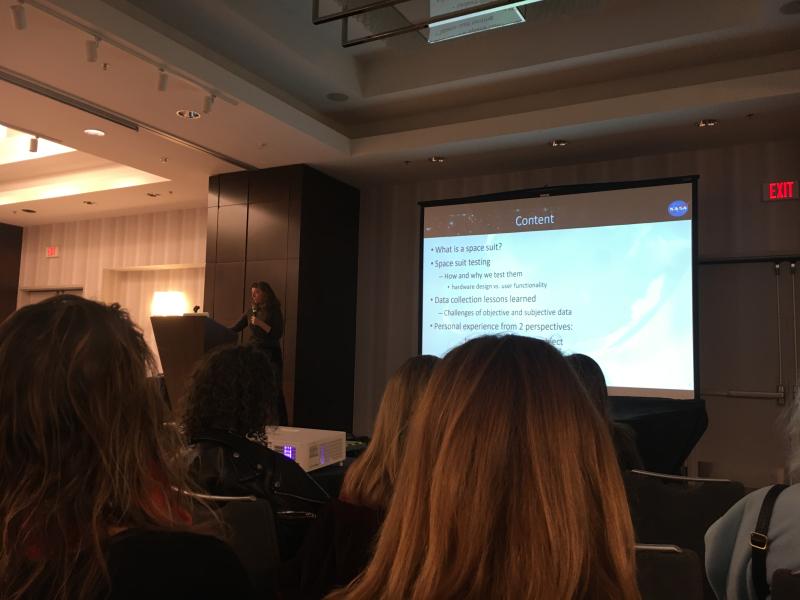 EXIT
NASA
Content
• What is a space suit?
• Space suit testing
– How and why we test them
• hardware design vs. user functionality
• Data collection lessons learned
– Challenges of objective and subjective data
• Personal experience from 2 perspectives:
EXIT